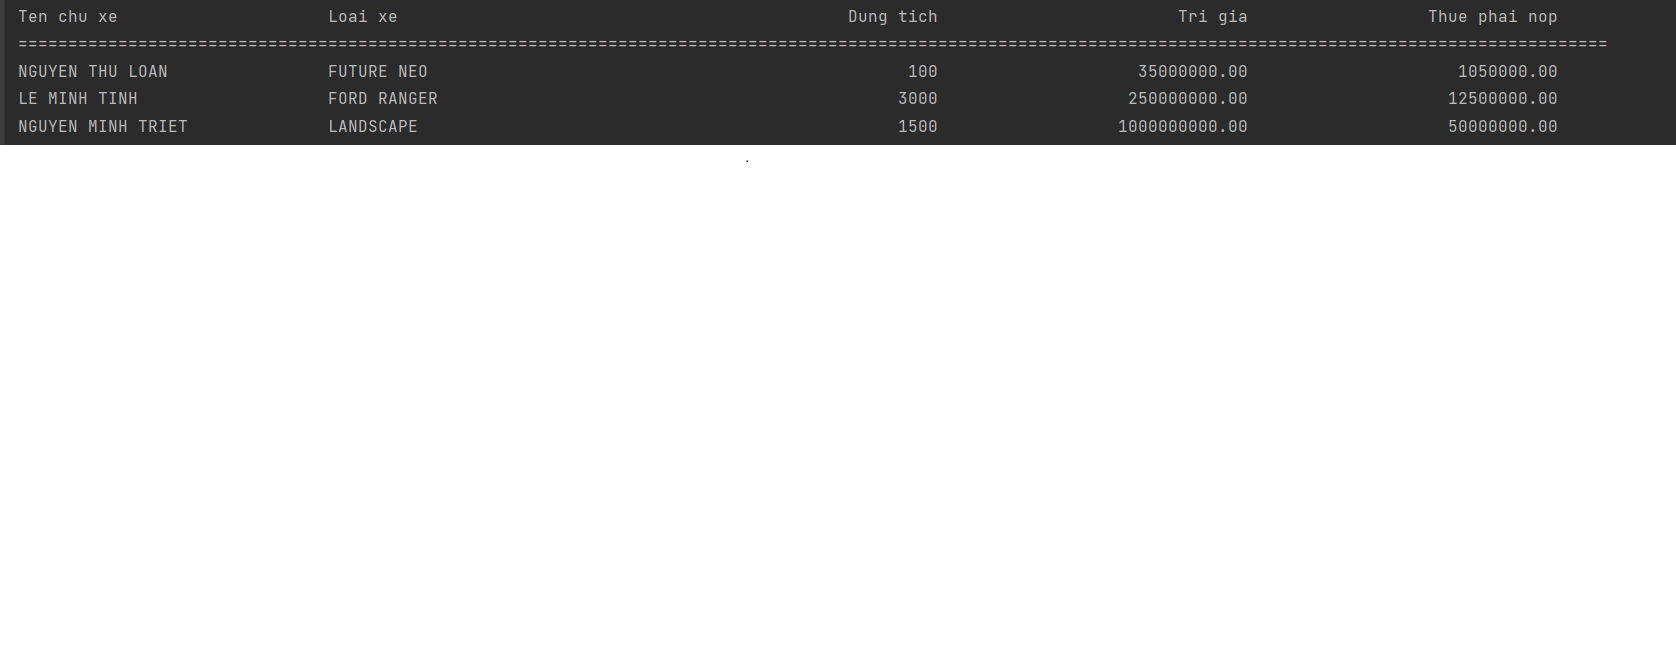 Ten chu xe Loai xe Dung tich Tri gia Thue phai nop
===============================================================================================================================================================
NGUYEN THU LOAN FUTURE NEO 100 35000000.00 1050000.00
LE MINH TINH FORD RANGER 3000 250000000.00 12500000.00
NGUYEN MINH TRIET LANDSCAPE 1500 1000000000.00 50000000.00
.